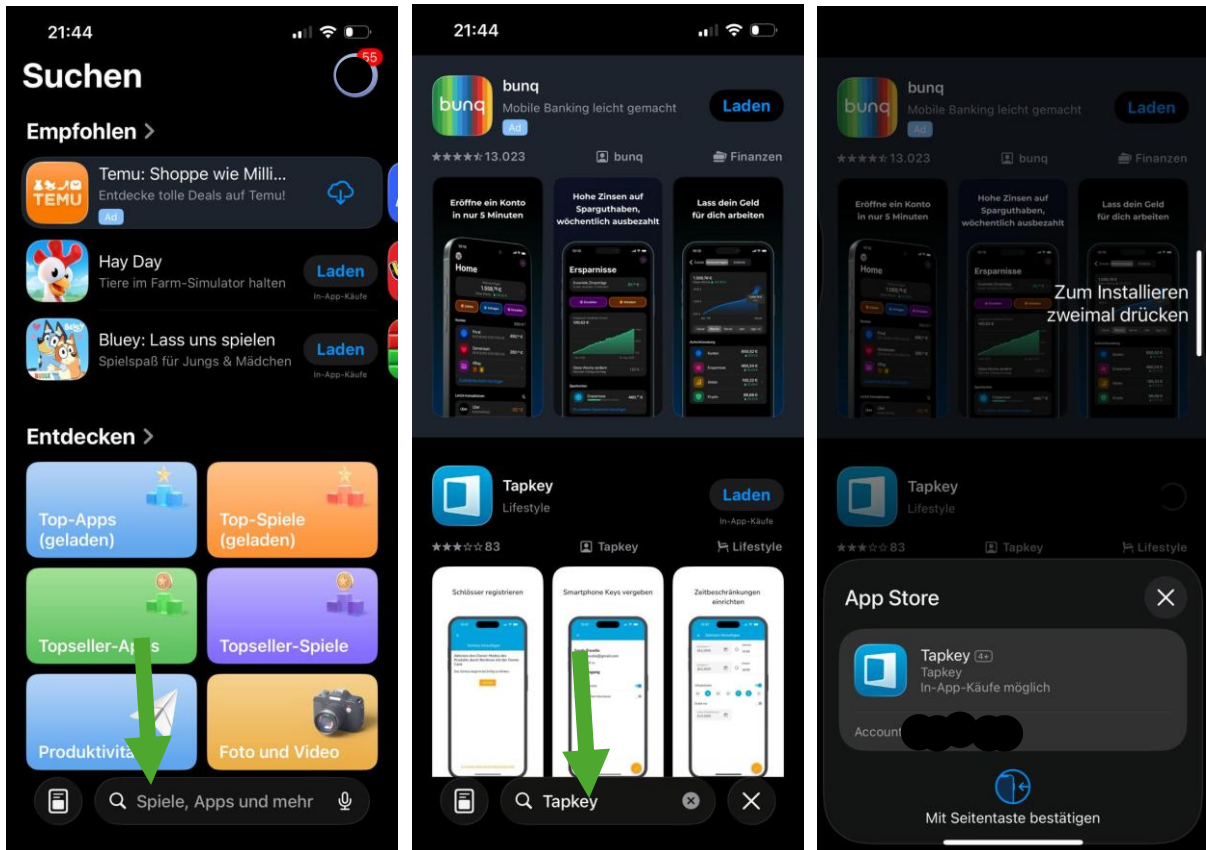 21:44
55
Suchen
Empfohlen >
Temu: Shoppe wie Milli...
Entdecke tolle Deals auf Temu!
Ad
TEMU
Hay Day
Tiere im Farm-Simulator halten
Laden
In-App-Käufe
Bluey: Lass uns spielen
Spielspaß für Jungs & Mädchen
Laden
In-App-Käufe
Entdecken >
Top-Apps
(geladen)
Top-Spiele
(geladen)
Topseller-Apps
Topseller-Spiele
Foto und Video
Spiele, Apps und mehr
21:44
bunq
bunq
Mobile Banking leicht gemacht
Ad
Laden
13.023
bunq
Finanzen
Eröffne ein Konto
in nur 5 Minuten
Hohe Zinsen auf
Sparguthaben,
wöchentlich ausbezahlt
Lass dein Geld
für dich arbeiten
Home
Ersparnisse
Tapkey
Lifestyle
Laden
In-App-Käufe
83
Tapkey
Lifestyle
Schlösser registrieren
Smartphone Keys vergeben
Zeitbeschränkungen
einrichten
Tapkey
bunq
bunq
Mobile Banking leicht gemacht
Ad
Laden
13.023
bunq
Finanzen
Eröffne ein Konto
in nur 5 Minuten
Hohe Zinsen auf
Sparguthaben,
wöchentlich ausbezahlt
Lass dein Geld
für dich arbeiten
Home
Ersparnisse
Zum Installieren
zweimal drücken
Tapkey
Lifestyle
83
Tapkey
Lifestyle
App Store
Tapkey 4+
Tapkey
In-App-Käufe möglich
Account
Mit Seitentaste bestätigen